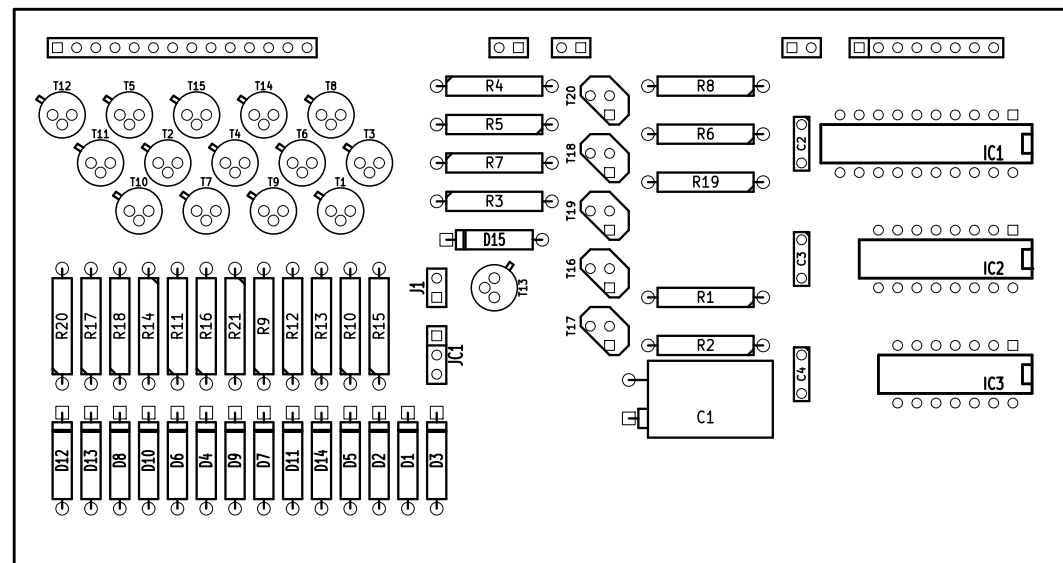 T12 T5 T15 T14 T8
T11 T2 T4 T6 T3
T10 T7 T9 T1
R4
R5
R7
R3
D15
T13
T20
T18
T19
T16
T17
R8
R6
R19
R1
R2
C1
C2
C3
C4
IC1
IC2
IC3
J1
JC1
R20 R17 R18 R14 R11 R16 R21 R9 R12 R13 R10 R15
D12 D13 D8 D10 D6 D4 D9 D7 D11 D14 D5 D2 D1 D3